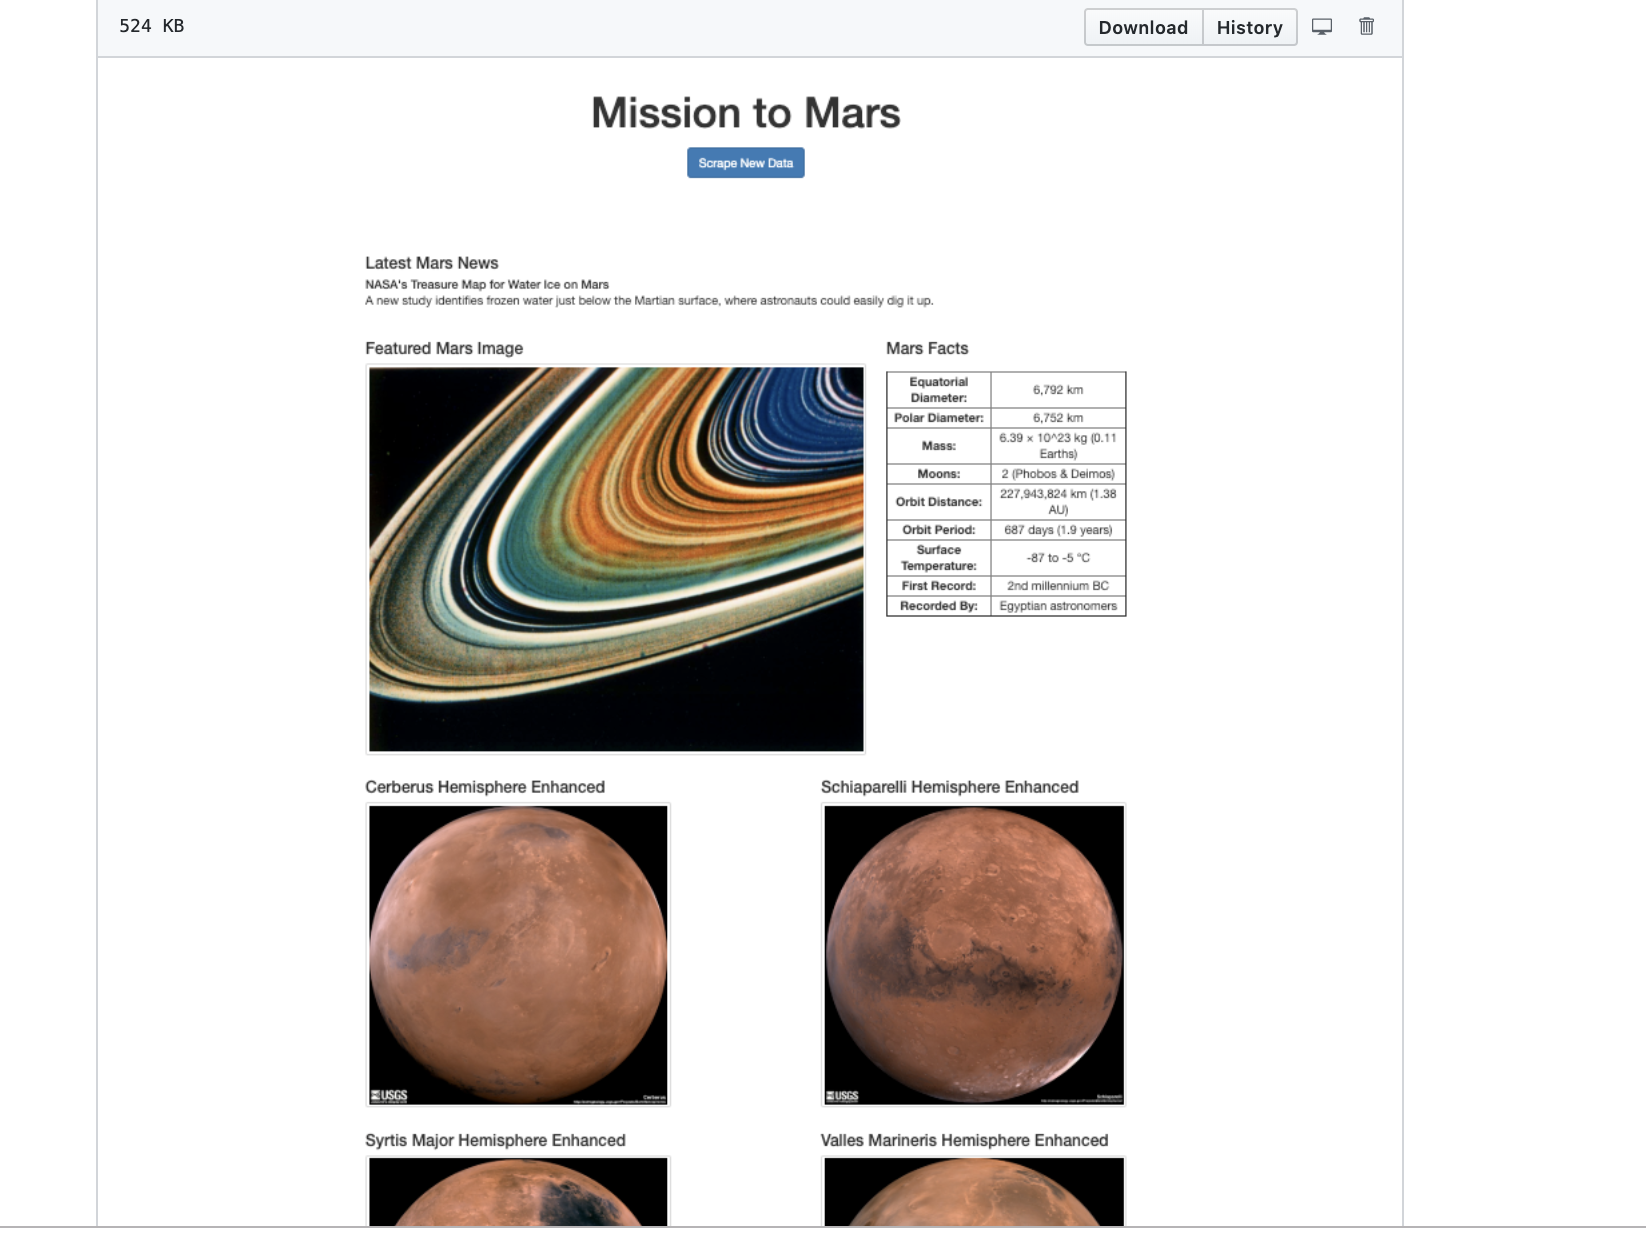 524 KB
Download
History
Mission to Mars
Scrape New Data
Latest Mars News
NASA's Treasure Map for Water Ice on Mars
A new study identifies frozen water just below the Martian surface, where astronauts could easily dig it up.
Featured Mars Image
Mars Facts
Equatorial
Diameter:
6,792 km
Polar Diameter:
6,752 km
Mass:
6.39 × 10^23 kg (0.11
Earths)
Moons:
2 (Phobos & Deimos)
Orbit Distance:
227,943,824 km (1.38
AU)
Orbit Period:
687 days (1.9 years)
Surface
Temperature:
-87 to -5 °C
First Record:
2nd millennium BC
Recorded By:
Egyptian astronomers
Cerberus Hemisphere Enhanced
Schiaparelli Hemisphere Enhanced
USGS
Cerberus
USGS
Syrtis Major Hemisphere Enhanced
Valles Marineris Hemisphere Enhanced